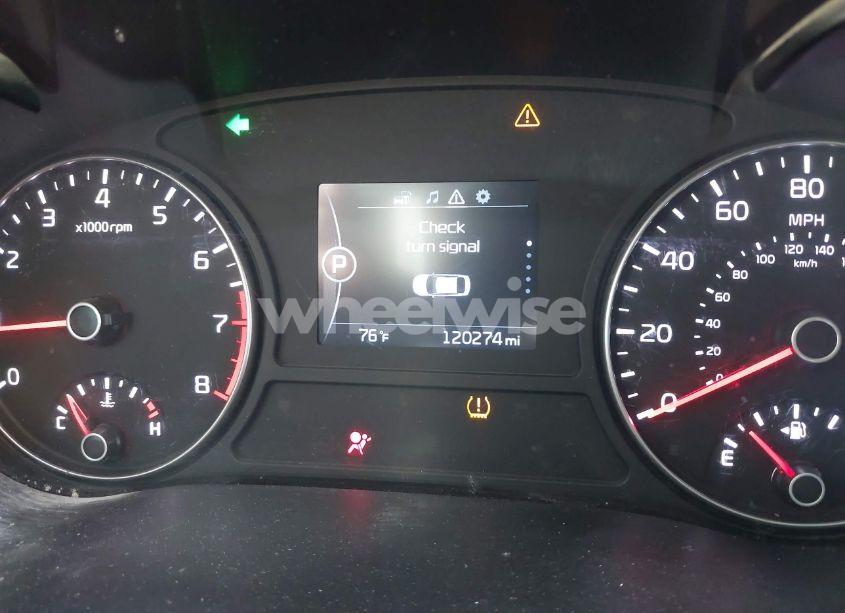 2 3 4 5 6 7 8 0
x1000rpm
C H
Check
turn signal
P
76°F 120274 mi
wheelwise
0 20 40 60 80
MPH
0 20 40 60 80 100 120 140
km/h
E